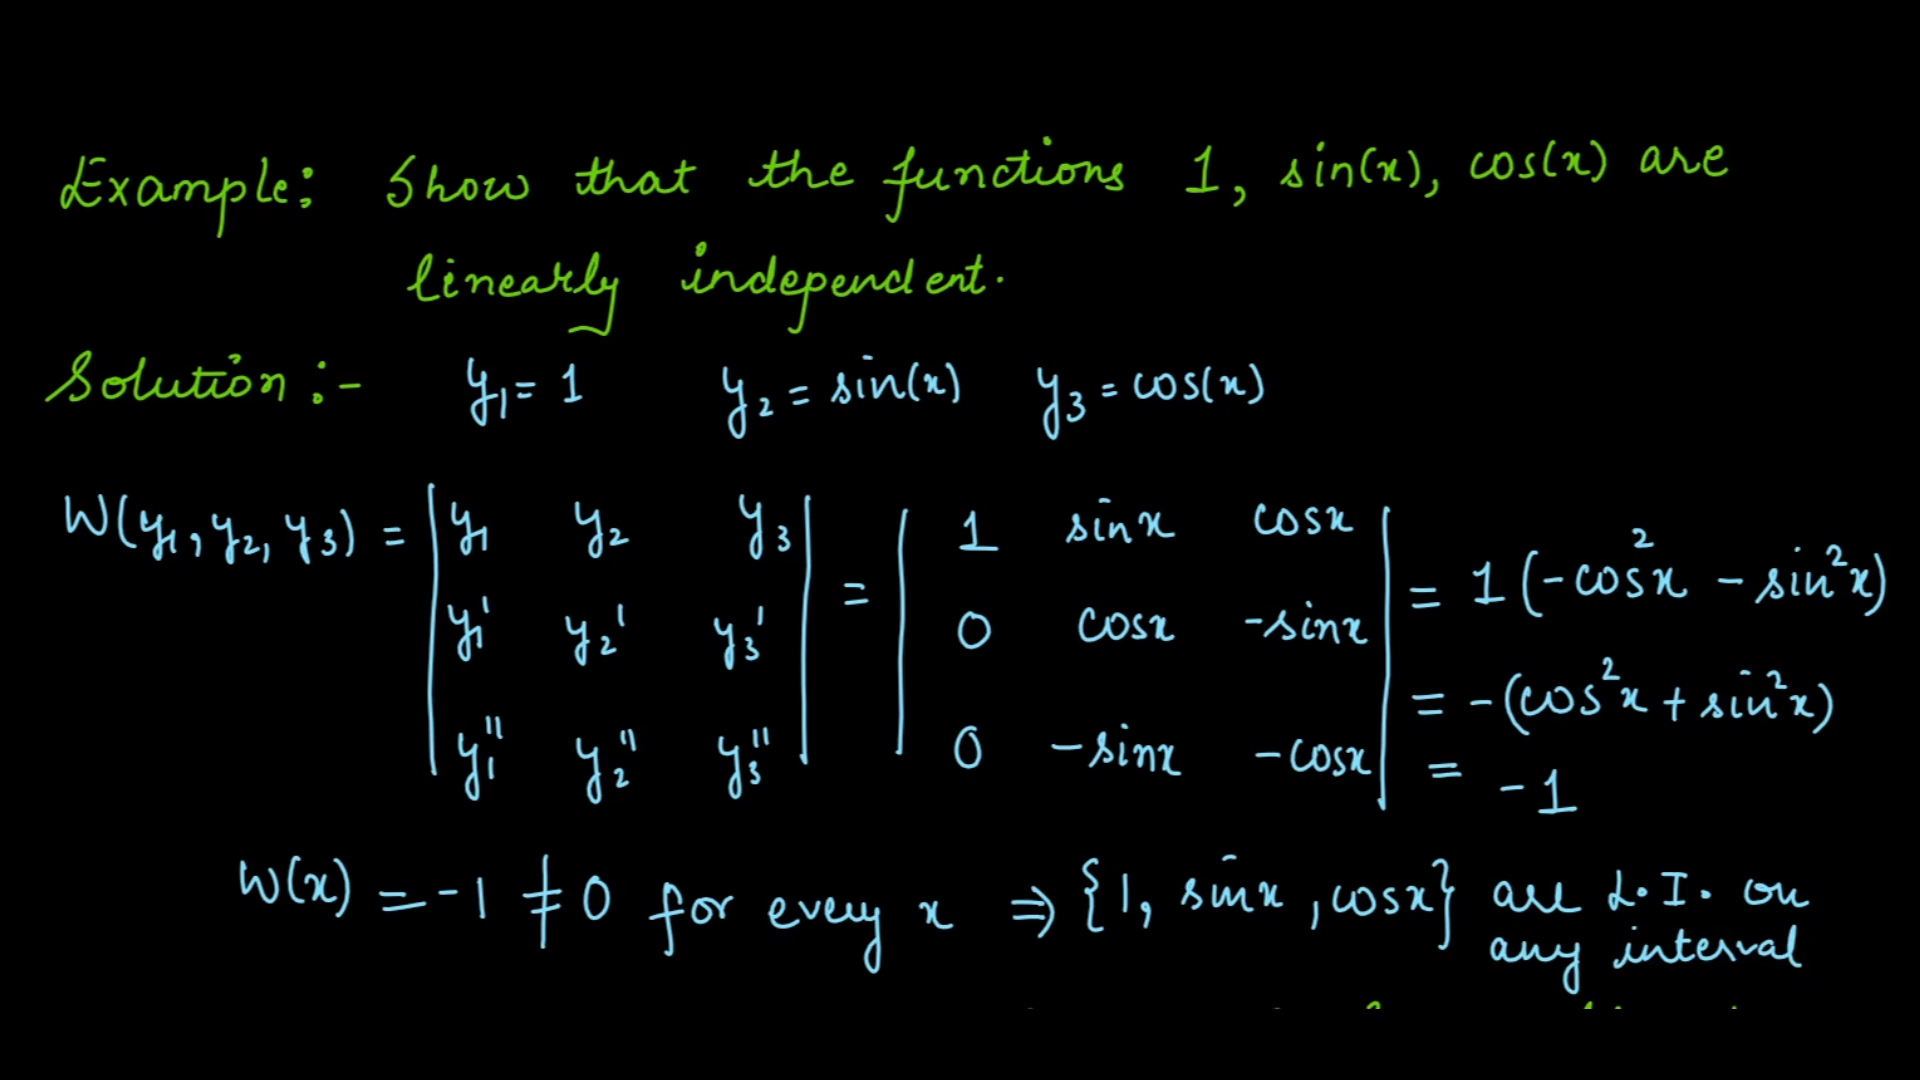 Example: Show that the functions 1, sin(x), cos(x) are
linearly independent.
Solution :- y₁ = 1 y₂ = sin(x) y₃ = cos(x)
W(y₁, y₂, y₃) = | y₁ y₂ y₃ | = | 1 sinx cosx | = 1 (-cos²x - sin²x)
| y₁' y₂' y₃' | | 0 cosx -sinx | = -(cos²x + sin²x)
| y₁'' y₂'' y₃'' | | 0 -sinx -cosx | = -1
W(x) = -1 ≠ 0 for every x ⇒ {1, sinx, cosx} are L.I. on
any interval